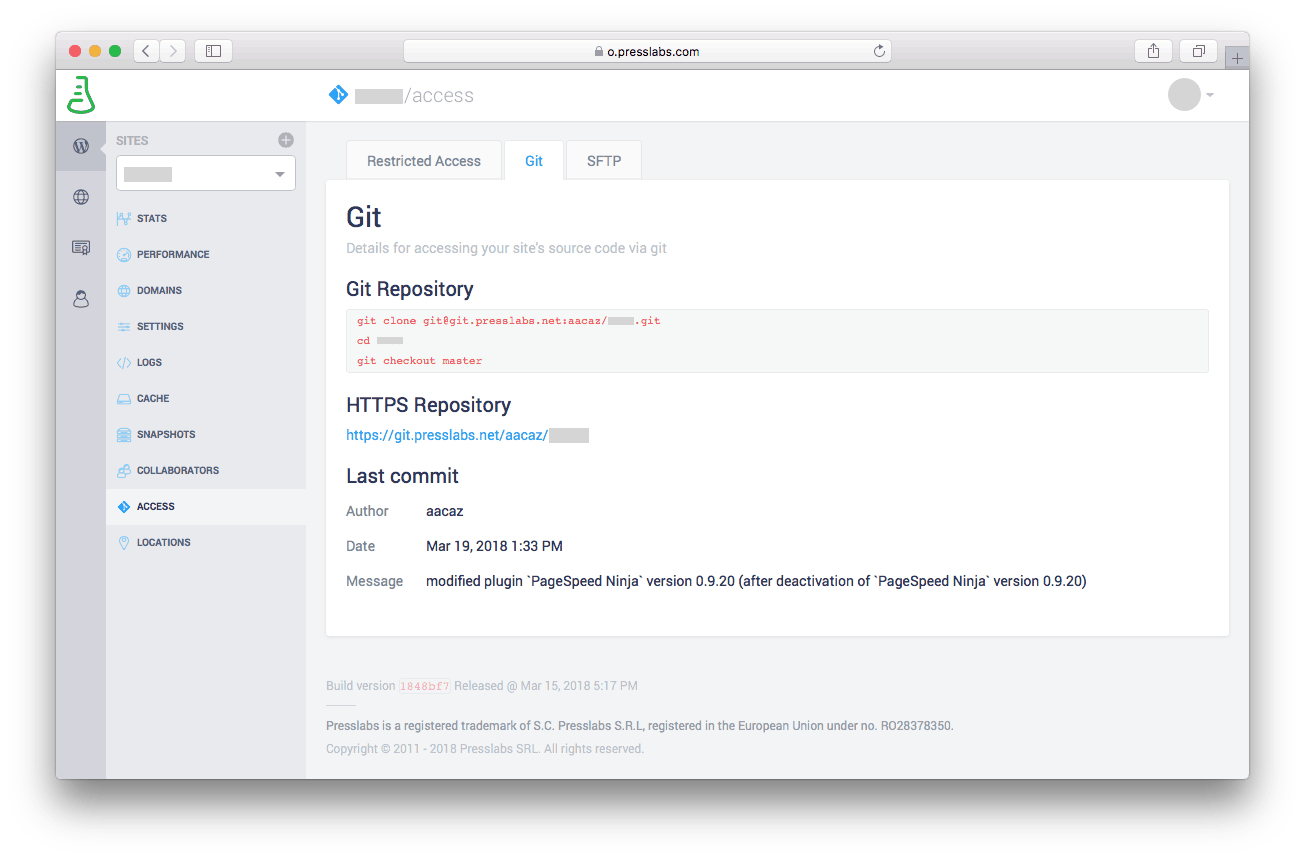 o.presslabs.com
/access
SITES
STATS
PERFORMANCE
DOMAINS
SETTINGS
LOGS
CACHE
SNAPSHOTS
COLLABORATORS
ACCESS
LOCATIONS
Restricted Access
Git
SFTP
Git
Details for accessing your site's source code via git
Git Repository
git clone git@git.presslabs.net:aacaz/ .git
cd
git checkout master
HTTPS Repository
https://git.presslabs.net/aacaz/
Last commit
Author aacaz
Date Mar 19, 2018 1:33 PM
Message modified plugin `PageSpeed Ninja` version 0.9.20 (after deactivation of `PageSpeed Ninja` version 0.9.20)
Build version 1848bf7 Released @ Mar 15, 2018 5:17 PM
Presslabs is a registered trademark of S.C. Presslabs S.R.L, registered in the European Union under no. RO28378350.
Copyright © 2011 - 2018 Presslabs SRL. All rights reserved.